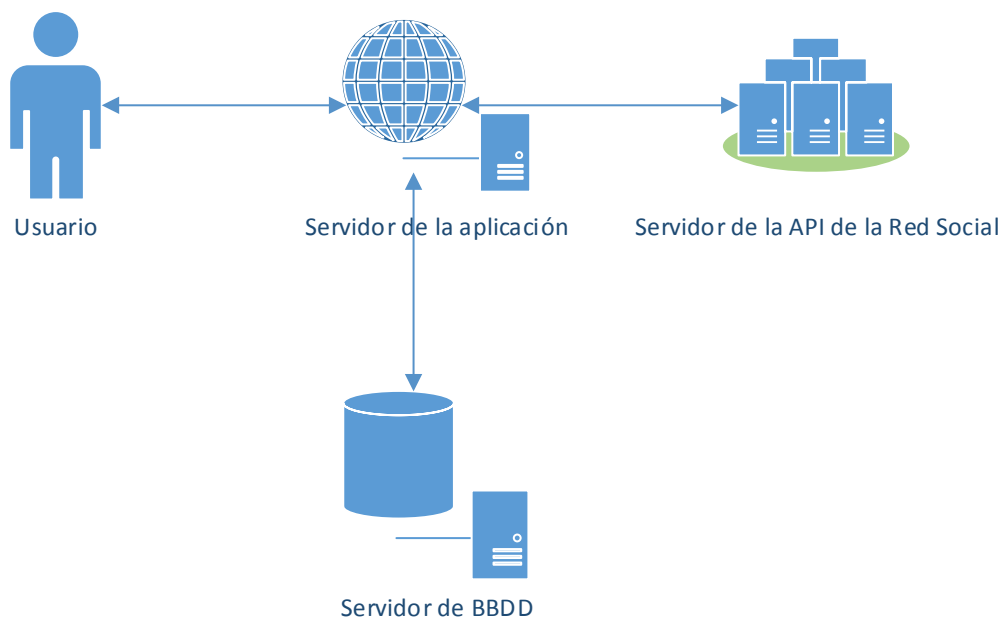 Usuario
Servidor de la aplicación
Servidor de la API de la Red Social
Servidor de BBDD